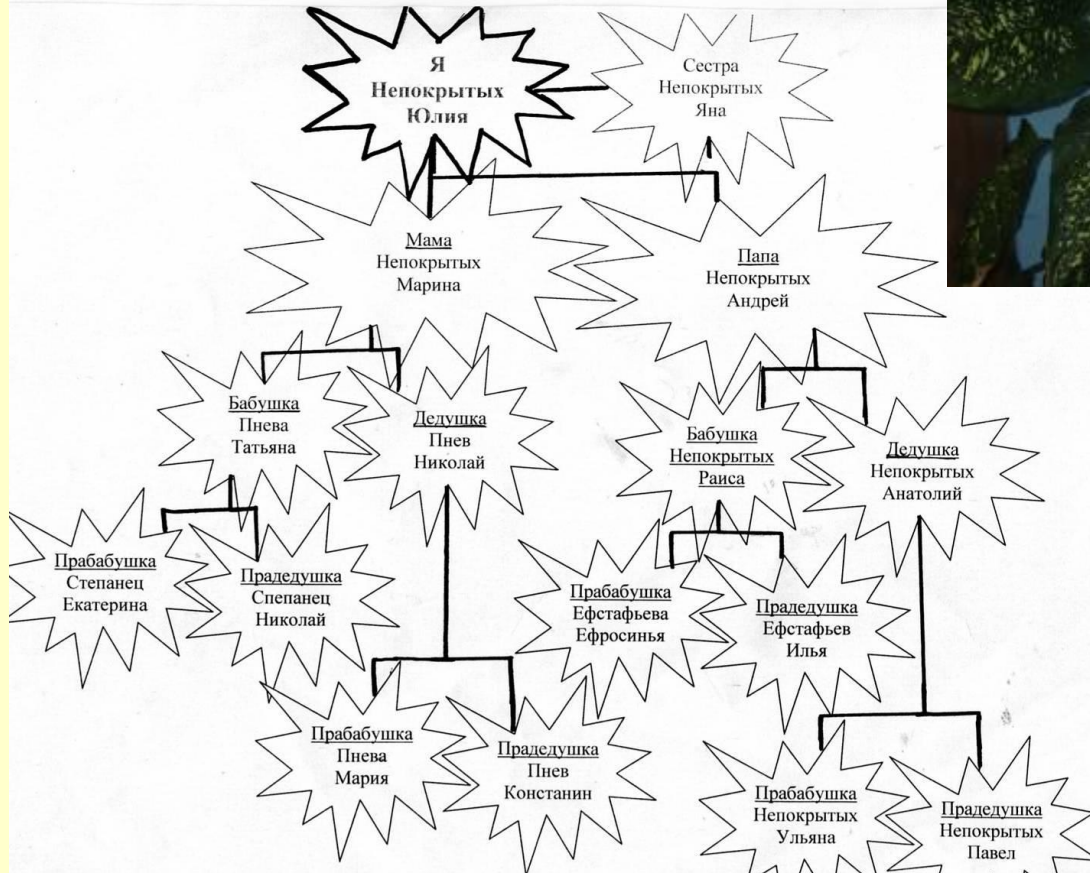 Я
Непокрытых
Юлия
Сестра
Непокрытых
Яна
Мама
Непокрытых
Марина
Папа
Непокрытых
Андрей
Бабушка
Пнева
Татьяна
Дедушка
Пнев
Николай
Бабушка
Непокрытых
Раиса
Дедушка
Непокрытых
Анатолий
Прабабушка
Степанец
Екатерина
Прадедушка
Спепанец
Николай
Прабабушка
Ефстафьева
Ефросинья
Прадедушка
Ефстафьев
Илья
Прабабушка
Пнева
Мария
Прадедушка
Пнев
Констанин
Прабабушка
Непокрытых
Ульяна
Прадедушка
Непокрытых
Павел